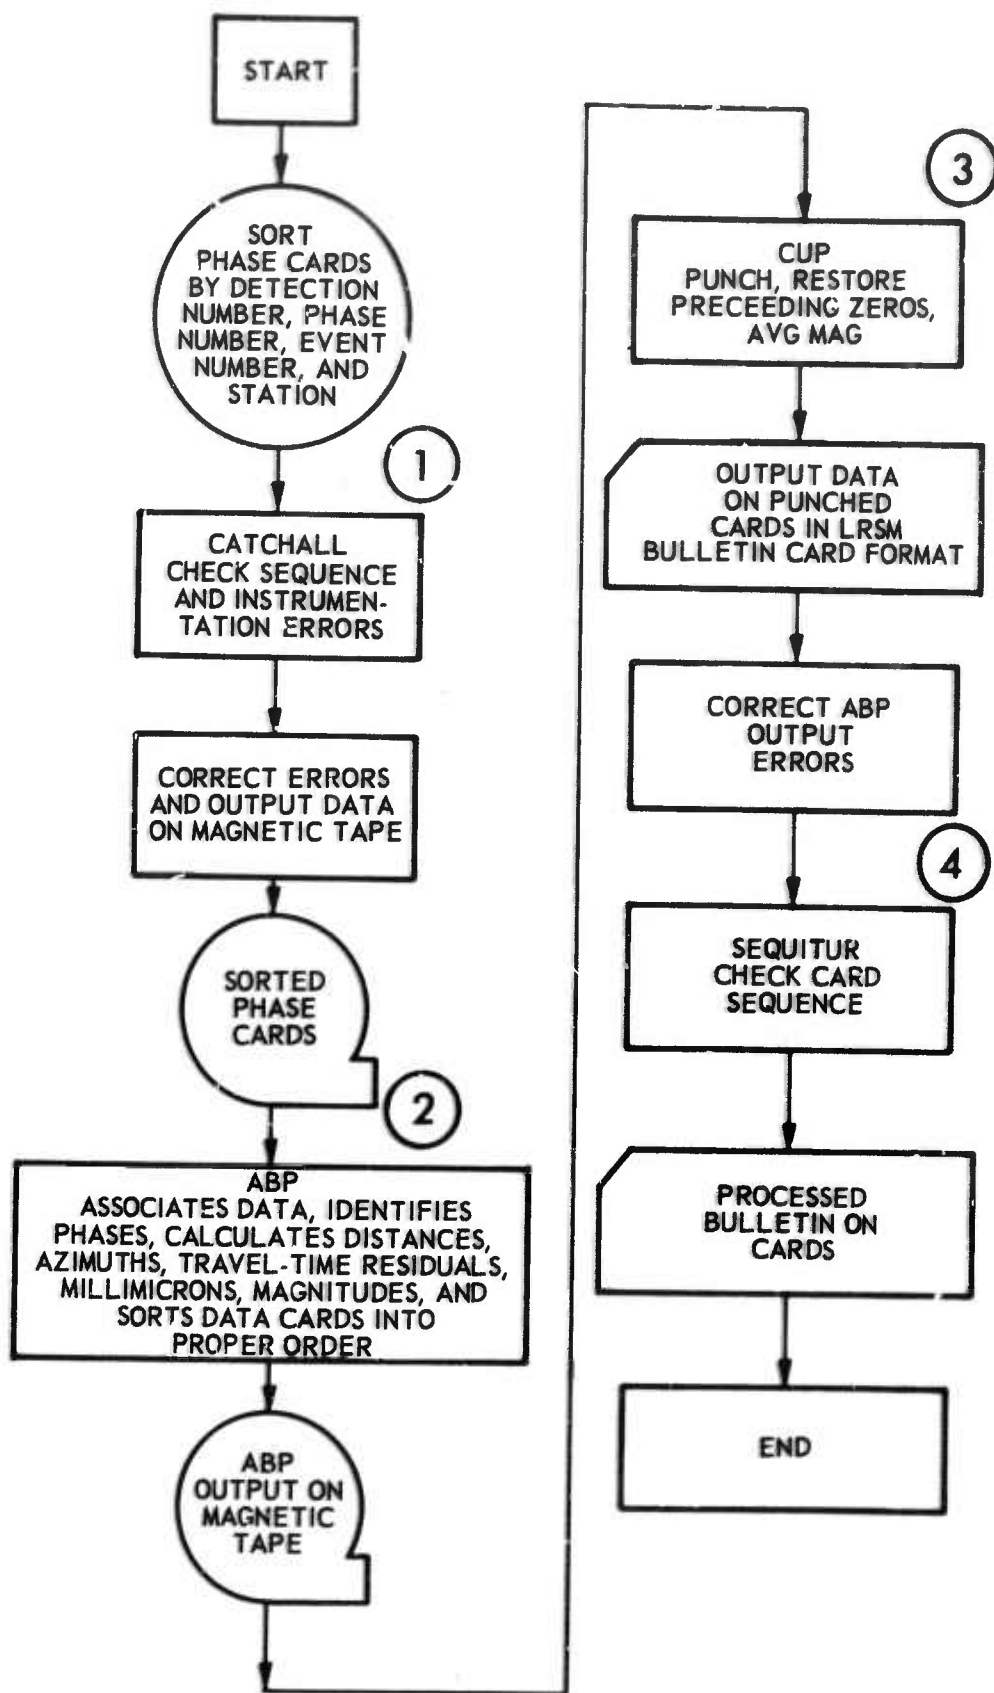 START
SORT
PHASE CARDS
BY DETECTION
NUMBER, PHASE
NUMBER, EVENT
NUMBER, AND
STATION
1
CATCHALL
CHECK SEQUENCE
AND INSTRUMEN-
TATION ERRORS
CORRECT ERRORS
AND OUTPUT DATA
ON MAGNETIC TAPE
SORTED
PHASE
CARDS
2
ABP
ASSOCIATES DATA, IDENTIFIES
PHASES, CALCULATES DISTANCES,
AZIMUTHS, TRAVEL-TIME RESIDUALS,
MILLIMICRONS, MAGNITUDES, AND
SORTS DATA CARDS INTO
PROPER ORDER
ABP
OUTPUT ON
MAGNETIC
TAPE
3
CUP
PUNCH, RESTORE
PRECEEDING ZEROS,
AVG MAG
OUTPUT DATA
ON PUNCHED
CARDS IN LRSM
BULLETIN CARD FORMAT
CORRECT ABP
OUTPUT
ERRORS
4
SEQUITUR
CHECK CARD
SEQUENCE
PROCESSED
BULLETIN ON
CARDS
END